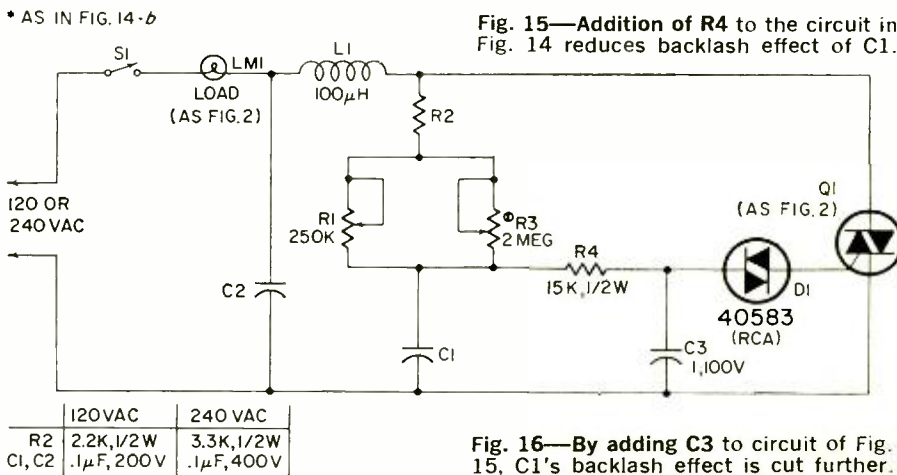 * AS IN FIG. 14-b
Fig. 15—Addition of R4 to the circuit in
Fig. 14 reduces backlash effect of C1.
S1
LM1
LOAD
(AS FIG. 2)
L1
100μH
R2
120 OR
240 VAC
R1
250K
*R3
2 MEG
R4
15K, 1/2W
Q1
(AS FIG. 2)
D1
40583
(RCA)
C2
C1
C3
1,100V
120 VAC 240 VAC
R2 2.2K, 1/2W 3.3K, 1/2W
C1, C2 .1μF, 200V .1μF, 400V
Fig. 16—By adding C3 to circuit of Fig.
15, C1's backlash effect is cut further.